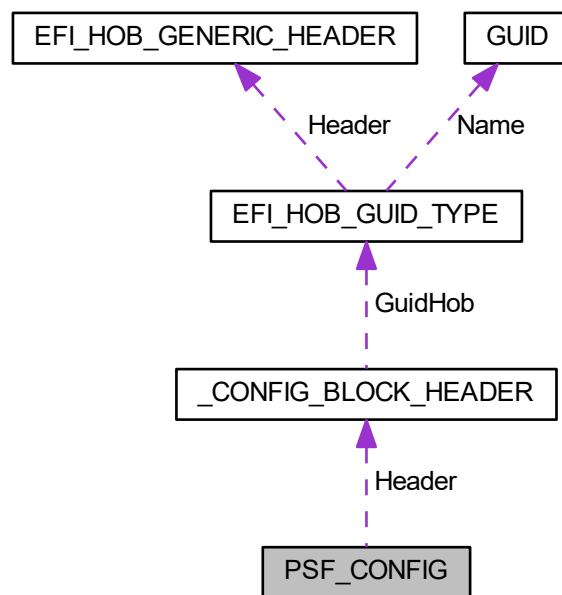 EFI_HOB_GENERIC_HEADER
GUID
Header
Name
EFI_HOB_GUID_TYPE
GuidHob
_CONFIG_BLOCK_HEADER
Header
PSF_CONFIG